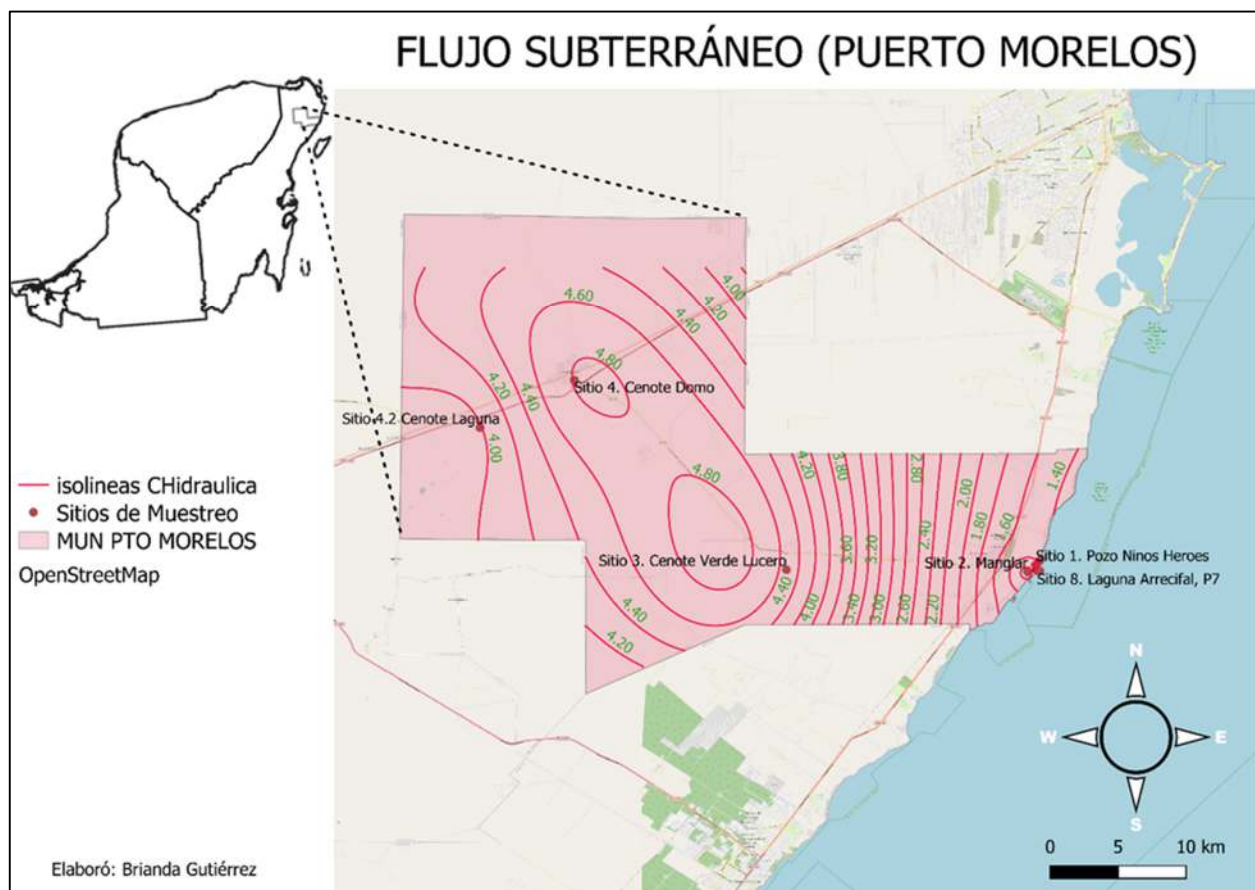 FLUJO SUBTERRÁNEO (PUERTO MORELOS)
4.60
4.00
4.20
4.40
4.80
4.20
4.40
Sitio 4. Cenote Domo
Sitio 4.2 Cenote Laguna
4.00
4.80
4.20
3.80
2.80
2.00
1.40
1.80
1.60
2.40
3.60
3.20
Sitio 3. Cenote Verde Lucero
Sitio 2. Manglar
Sitio 1. Pozo Ninos Heroes
Sitio 8. Laguna Arrecifal, P7
4.40
4.00
3.40
3.00
2.60
2.20
4.40
4.20
isolineas CHidraulica
Sitios de Muestreo
MUN PTO MORELOS
OpenStreetMap
N
W
E
S
0 5 10 km
Elaboró: Brianda Gutiérrez